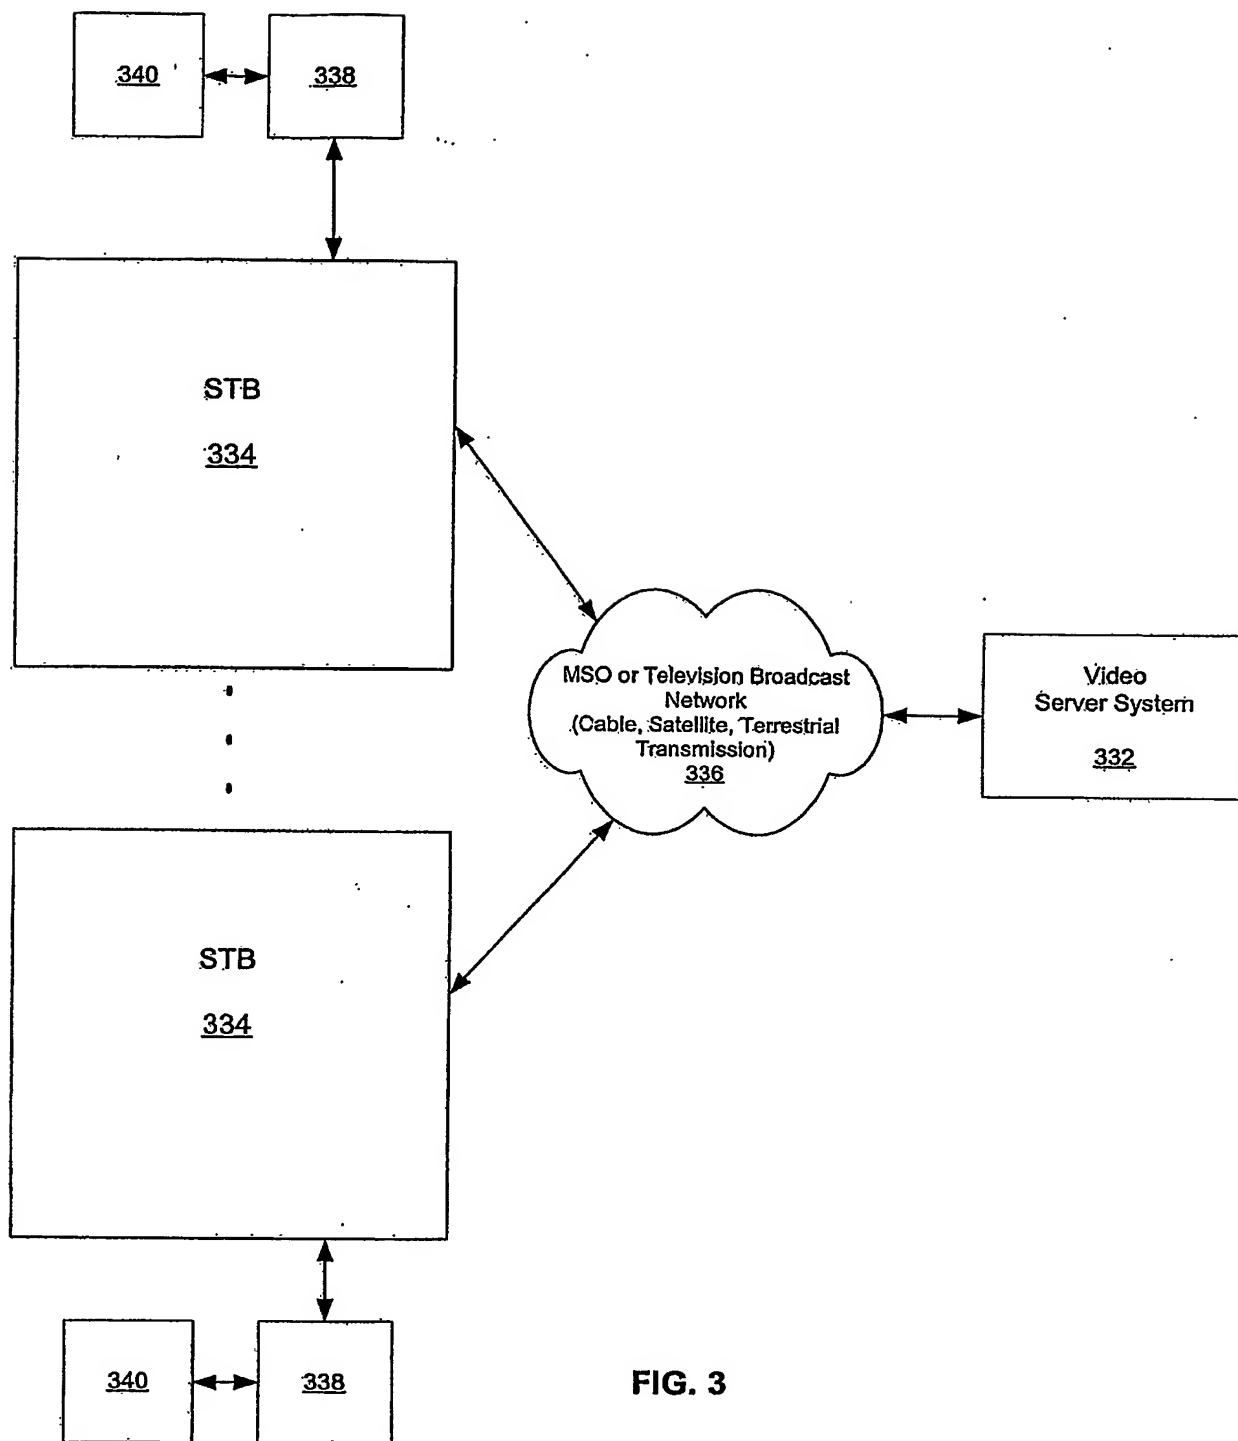 340
338
STB
334
MSO or Television Broadcast
Network
(Cable, Satellite, Terrestrial
Transmission)
336
Video
Server System
332
STB
334
340
338
FIG. 3